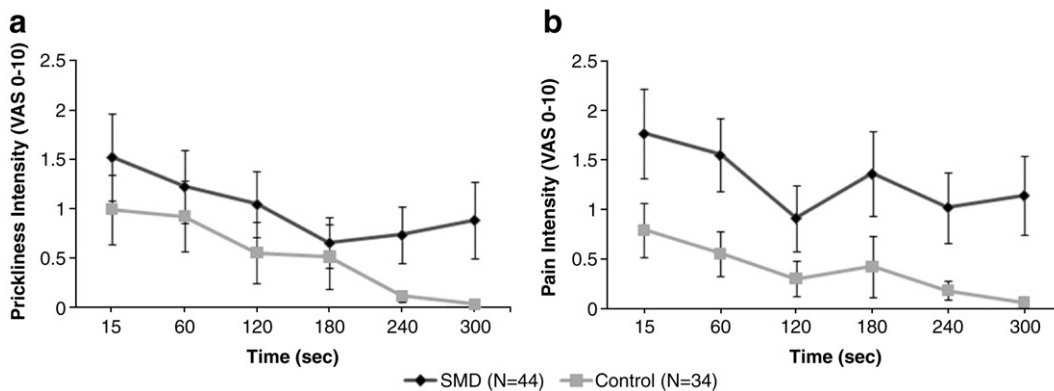 a
Prickliness Intensity (VAS 0-10)
2.5
2
1.5
1
0.5
0
15 60 120 180 240 300
Time (sec)
b
Pain Intensity (VAS 0-10)
2.5
2
1.5
1
0.5
0
15 60 120 180 240 300
Time (sec)
SMD (N=44) Control (N=34)